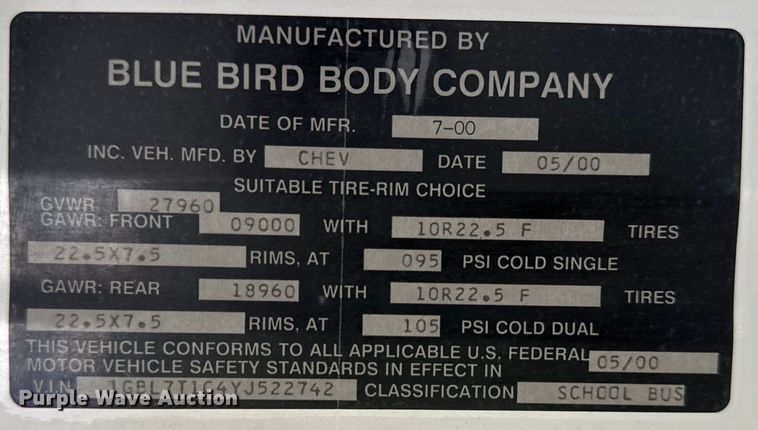 MANUFACTURED BY
BLUE BIRD BODY COMPANY
DATE OF MFR. 7-00
INC. VEH. MFD. BY CHEV DATE 05/00
SUITABLE TIRE-RIM CHOICE
GVWR 27960
GAWR: FRONT 09000 WITH 10R22.5 F TIRES
22.5X7.5 RIMS, AT 095 PSI COLD SINGLE
GAWR: REAR 18960 WITH 10R22.5 F TIRES
22.5X7.5 RIMS, AT 105 PSI COLD DUAL
THIS VEHICLE CONFORMS TO ALL APPLICABLE U.S. FEDERAL
MOTOR VEHICLE SAFETY STANDARDS IN EFFECT IN 05/00
V.I.N. 1GBL7T1C4YJ522742 CLASSIFICATION SCHOOL BUS
Purple Wave Auction